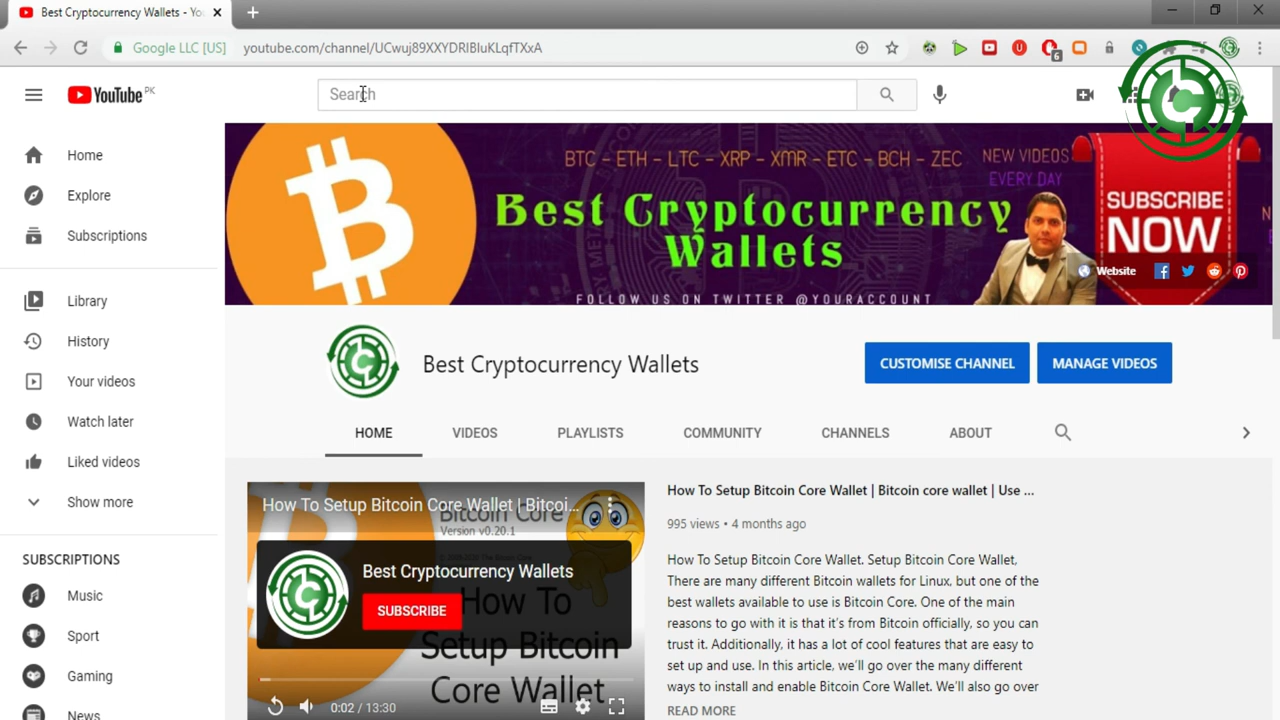 Best Cryptocurrency Wallets - Yo
Google LLC [US]
youtube.com/channel/UCwuj89XXYDRIBIuKLqfTXxA
6
YouTube PK
Search
Home
Explore
Subscriptions
Library
History
Your videos
Watch later
Liked videos
Show more
SUBSCRIPTIONS
Music
Sport
Gaming
News
BTC - ETH - LTC - XRP - XMR - ETC - BCH - ZEC
NEW VIDEOS
EVERY DAY
Best Cryptocurrency
Wallets
SUBSCRIBE
NOW
Website
FOLLOW US ON TWITTER @YOURACCOUNT
Best Cryptocurrency Wallets
CUSTOMISE CHANNEL
MANAGE VIDEOS
HOME
VIDEOS
PLAYLISTS
COMMUNITY
CHANNELS
ABOUT
How To Setup Bitcoin Core Wallet | Bitcoi...
Bitcoin Core
Version v0.20.1
Best Cryptocurrency Wallets
SUBSCRIBE
How To
Setup Bitcoin
Core Wallet
0:02 / 13:30
How To Setup Bitcoin Core Wallet | Bitcoin core wallet | Use ...
995 views • 4 months ago
How To Setup Bitcoin Core Wallet. Setup Bitcoin Core Wallet,
There are many different Bitcoin wallets for Linux, but one of the
best wallets available to use is Bitcoin Core. One of the main
reasons to go with it is that it's from Bitcoin officially, so you can
trust it. Additionally, it has a lot of cool features that are easy to
set up and use. In this article, we'll go over the many different
ways to install and enable Bitcoin Core Wallet. We'll also go over
READ MORE